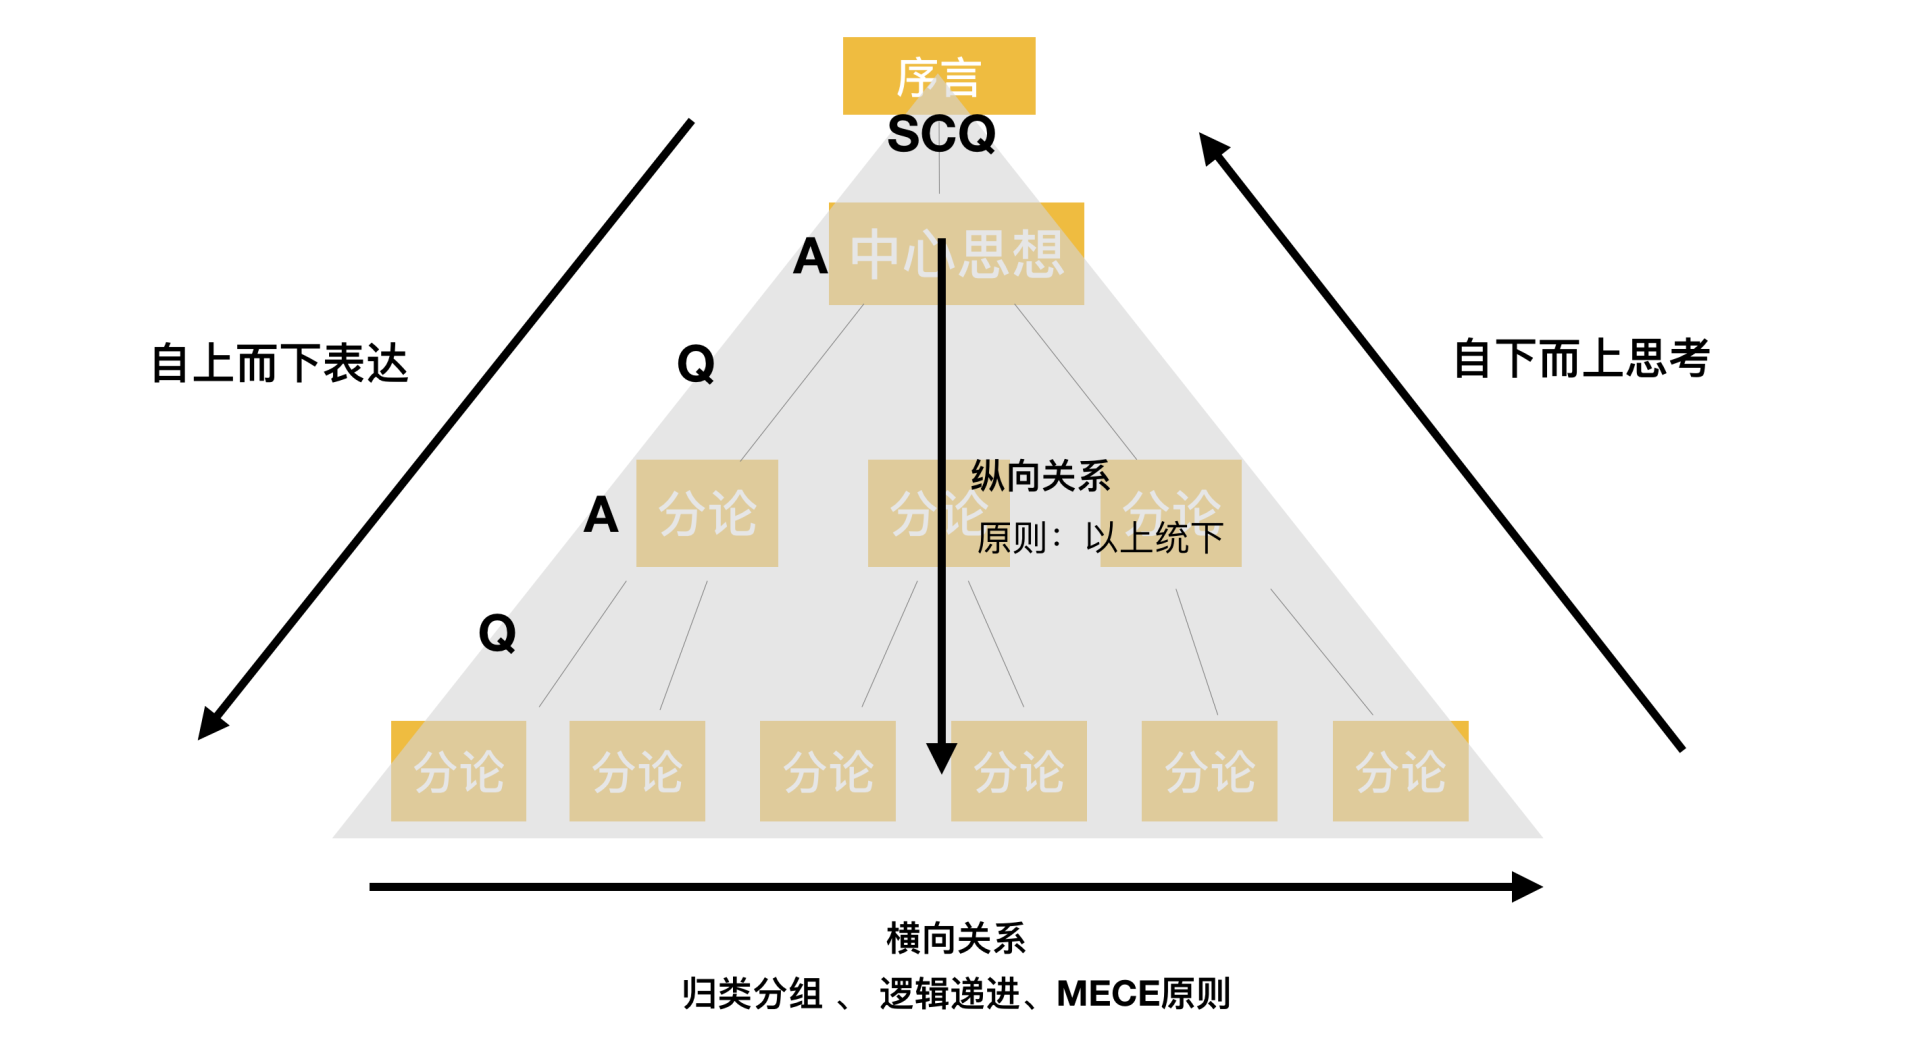 序言
SCQ
A
中心思想
自上而下表达
Q
自下而上思考
纵向关系
A
分论
分论
分论
原则：以上统下
Q
分论
分论
分论
分论
分论
分论
横向关系
归类分组 、 逻辑递进、MECE原则